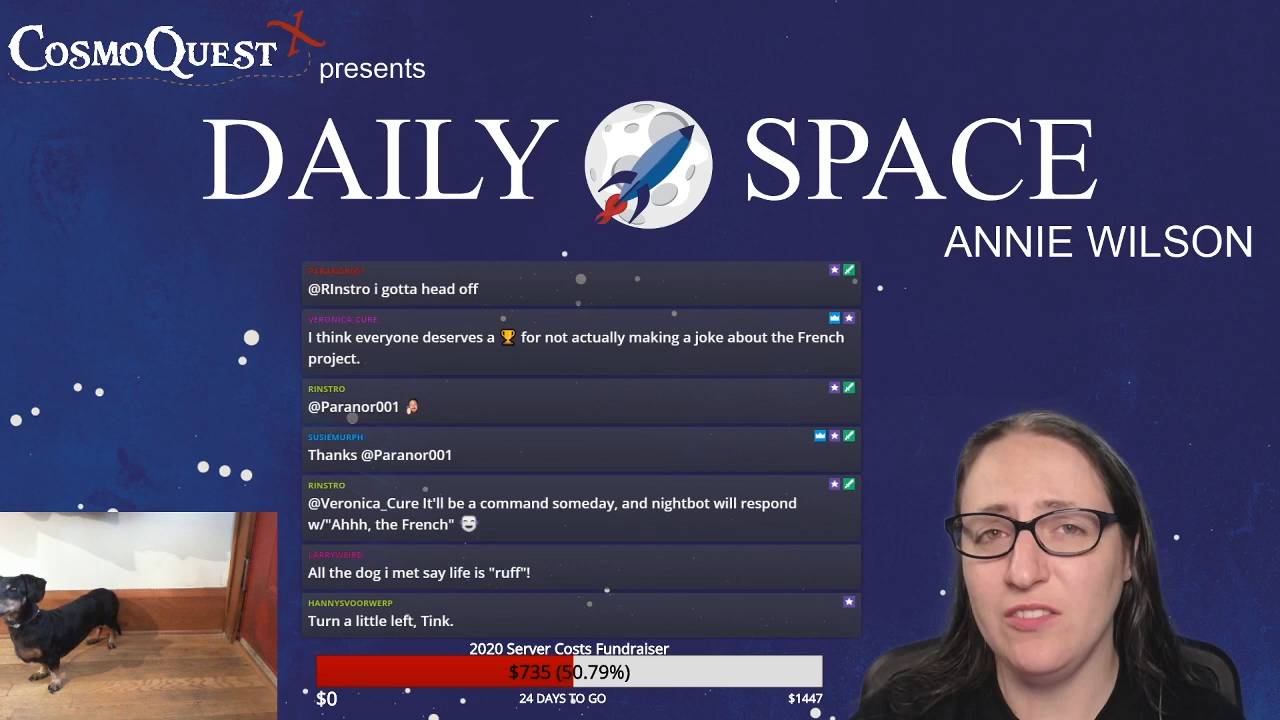 CosmoQuest X
presents
DAILY SPACE
ANNIE WILSON
PARANOR001
@RInstro i gotta head off
VERONICA_CURE
I think everyone deserves a 🏆 for not actually making a joke about the French
project.
RINSTRO
@Paranor001
SUSIEMURPH
Thanks @Paranor001
RINSTRO
@Veronica_Cure It'll be a command someday, and nightbot will respond
w/"Ahhh, the French"
LARRYWEIRD
All the dog i met say life is "ruff"!
HANNYSVOORWERP
Turn a little left, Tink.
2020 Server Costs Fundraiser
$735 (50.79%)
$0 24 DAYS TO GO $1447